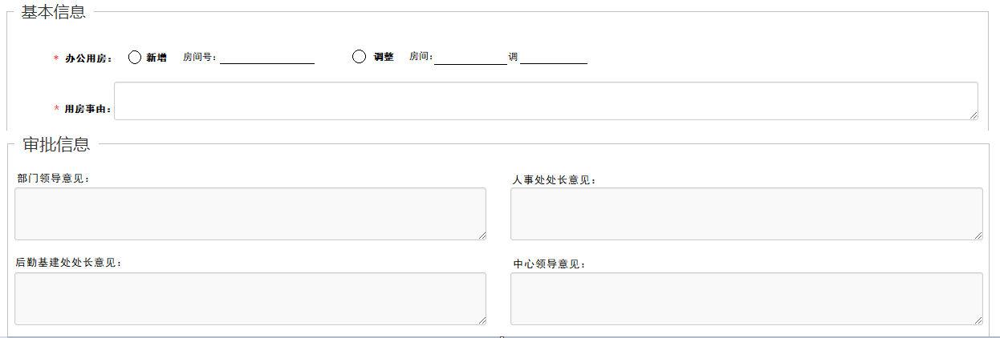 基本信息
* 办公用房： 新增 房间号： 调整 房间： 调
* 用房事由：
审批信息
部门领导意见： 人事处处长意见：
后勤基建处处长意见： 中心领导意见：